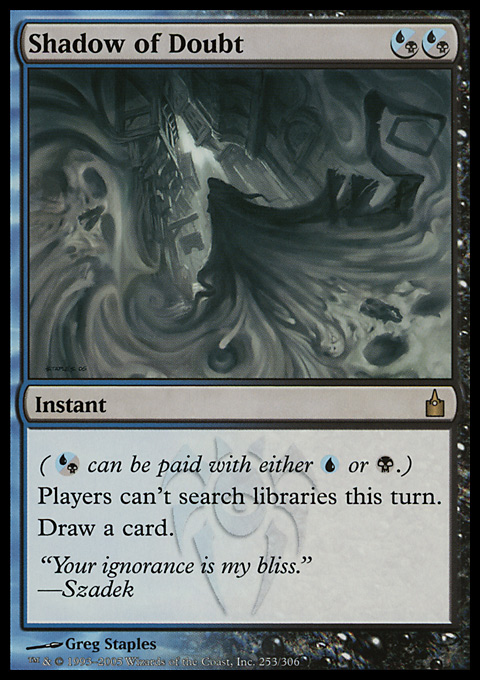 Shadow of Doubt
Instant
( can be paid with either or .)
Players can't search libraries this turn.
Draw a card.
"Your ignorance is my bliss."
—Szadek
Greg Staples
™ & © 1993–2005 Wizards of the Coast, Inc. 253/306